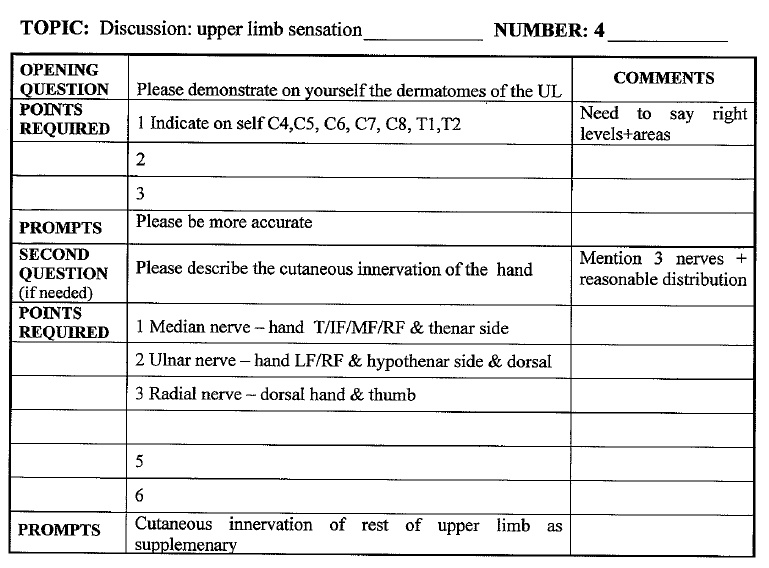 TOPIC: Discussion: upper limb sensation____________ NUMBER: 4____________
OPENING QUESTION Please demonstrate on yourself the dermatomes of the UL COMMENTS
POINTS REQUIRED 1 Indicate on self C4,C5, C6, C7, C8, T1,T2 Need to say right levels+areas
2
3
PROMPTS Please be more accurate
SECOND QUESTION (if needed) Please describe the cutaneous innervation of the hand Mention 3 nerves + reasonable distribution
POINTS REQUIRED 1 Median nerve – hand T/IF/MF/RF & thenar side
2 Ulnar nerve – hand LF/RF & hypothenar side & dorsal
3 Radial nerve – dorsal hand & thumb
5
6
PROMPTS Cutaneous innervation of rest of upper limb as supplemenary